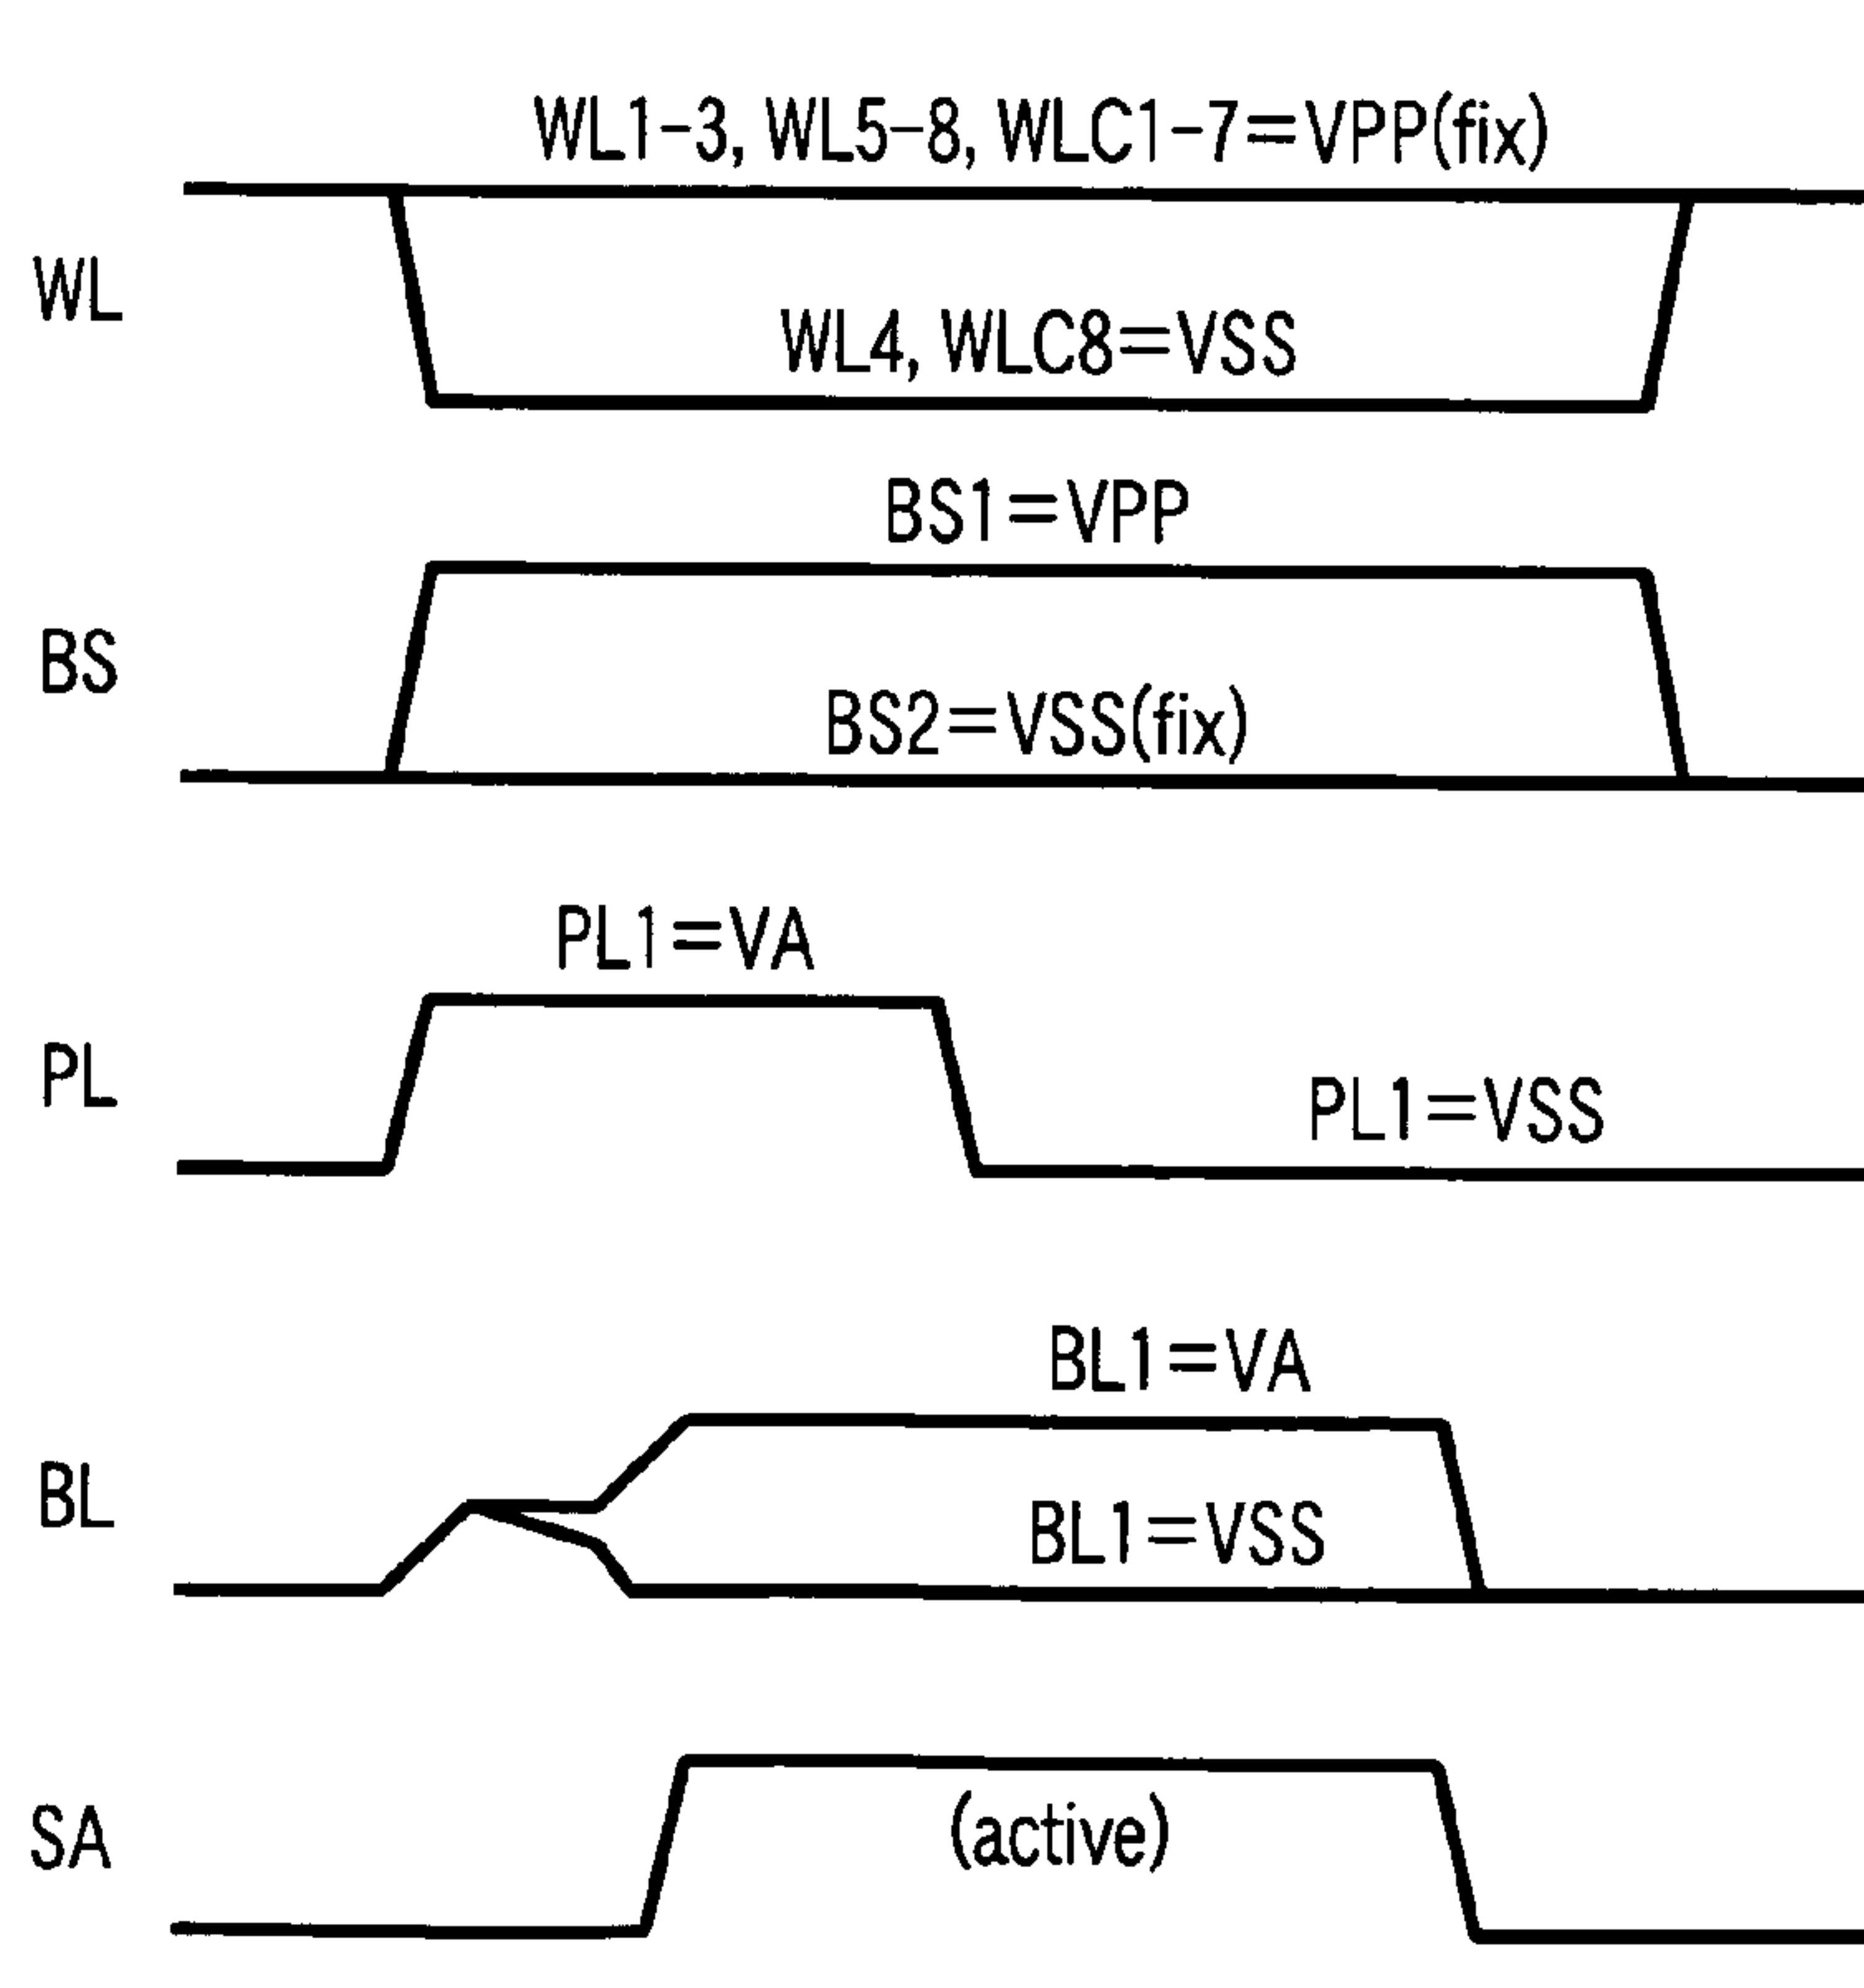 WL1-3, WL5-8, WLC1-7=VPP(fix)
WL
WL4, WLC8=VSS
BS1=VPP
BS
BS2=VSS(fix)
PL1=VA
PL
PL1=VSS
BL1=VA
BL
BL1=VSS
SA
(active)